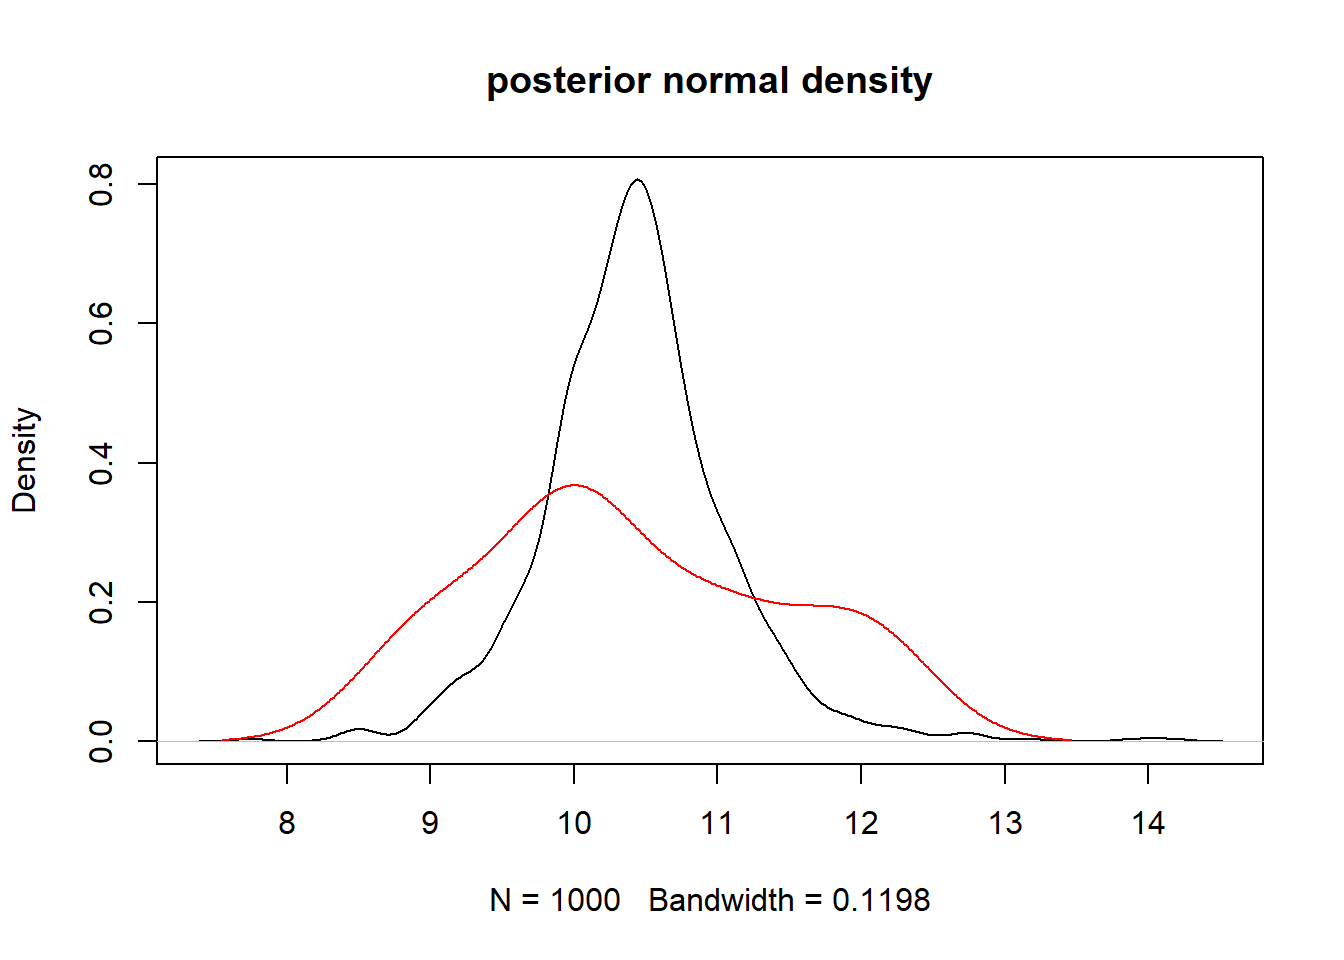 posterior normal density
Density
0.8
0.6
0.4
0.2
0.0
8 9 10 11 12 13 14
N = 1000   Bandwidth = 0.1198